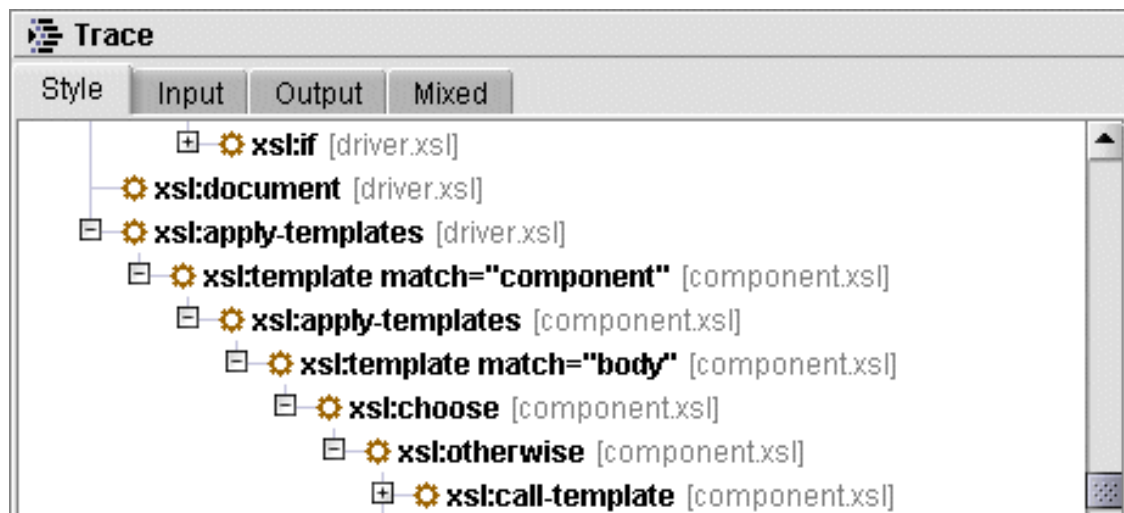 Trace
Style Input Output Mixed
xsl:if [driver.xsl]
xsl:document [driver.xsl]
xsl:apply-templates [driver.xsl]
xsl:template match="component" [component.xsl]
xsl:apply-templates [component.xsl]
xsl:template match="body" [component.xsl]
xsl:choose [component.xsl]
xsl:otherwise [component.xsl]
xsl:call-template [component.xsl]